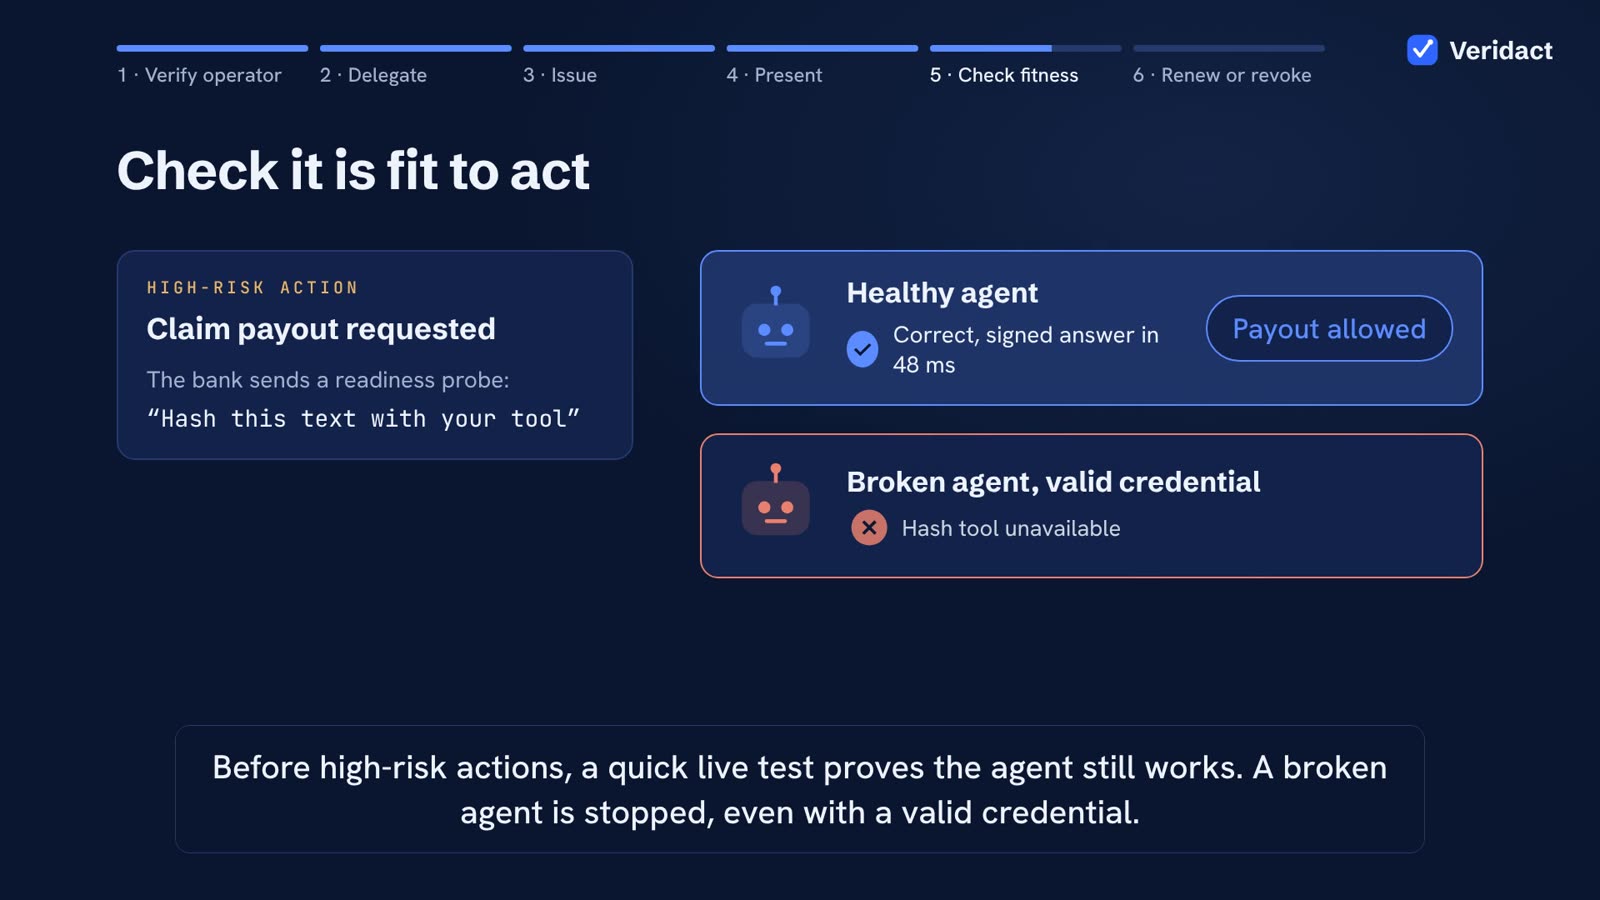 1 · Verify operator
2 · Delegate
3 · Issue
4 · Present
5 · Check fitness
6 · Renew or revoke
Veridact
Check it is fit to act
HIGH-RISK ACTION
Claim payout requested
The bank sends a readiness probe:
“Hash this text with your tool”
Healthy agent
Correct, signed answer in
48 ms
Payout allowed
Broken agent, valid credential
Hash tool unavailable
Before high-risk actions, a quick live test proves the agent still works. A broken
agent is stopped, even with a valid credential.